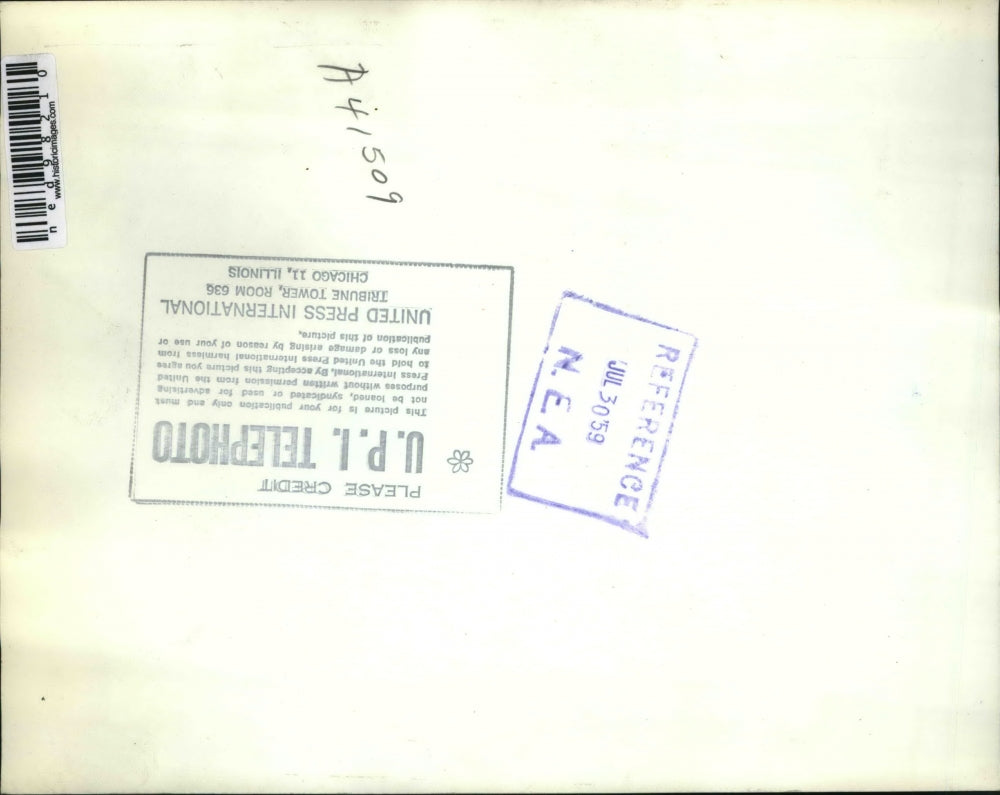 ned98210
www.historicimages.com
A41509
PLEASE CREDIT
U.P.I. TELEPHOTO
This picture is for your publication only and must
not be loaned, syndicated or used for advertising
purposes without written permission from the United
Press International. By accepting this picture you agree
to hold the United Press International harmless from
any loss or damage arising by reason of your use or
publication of this picture.
UNITED PRESS INTERNATIONAL
TRIBUNE TOWER, ROOM 636
CHICAGO 11, ILLINOIS
REFERENCE
JUL 30 '59
N.E.A.